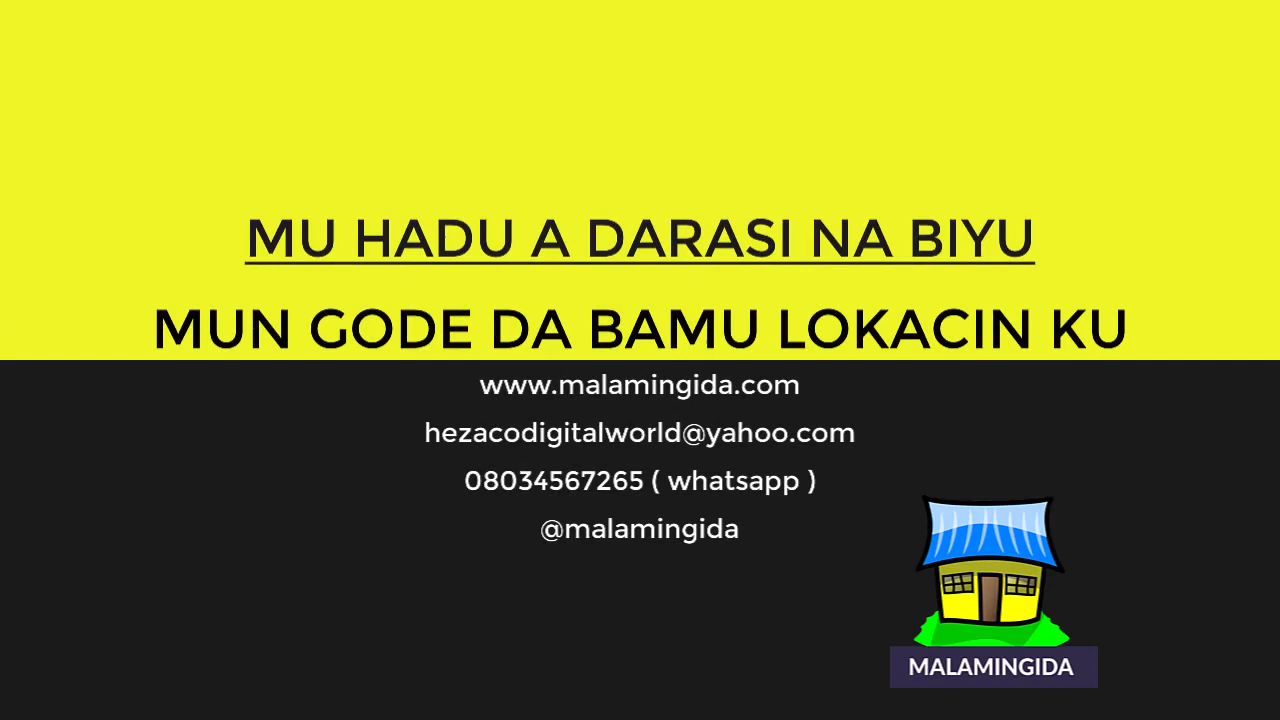 MU HADU A DARASI NA BIYU
MUN GODE DA BAMU LOKACIN KU
www.malamingida.com
hezacodigitalworld@yahoo.com
08034567265 ( whatsapp )
@malamingida
MALAMINGIDA